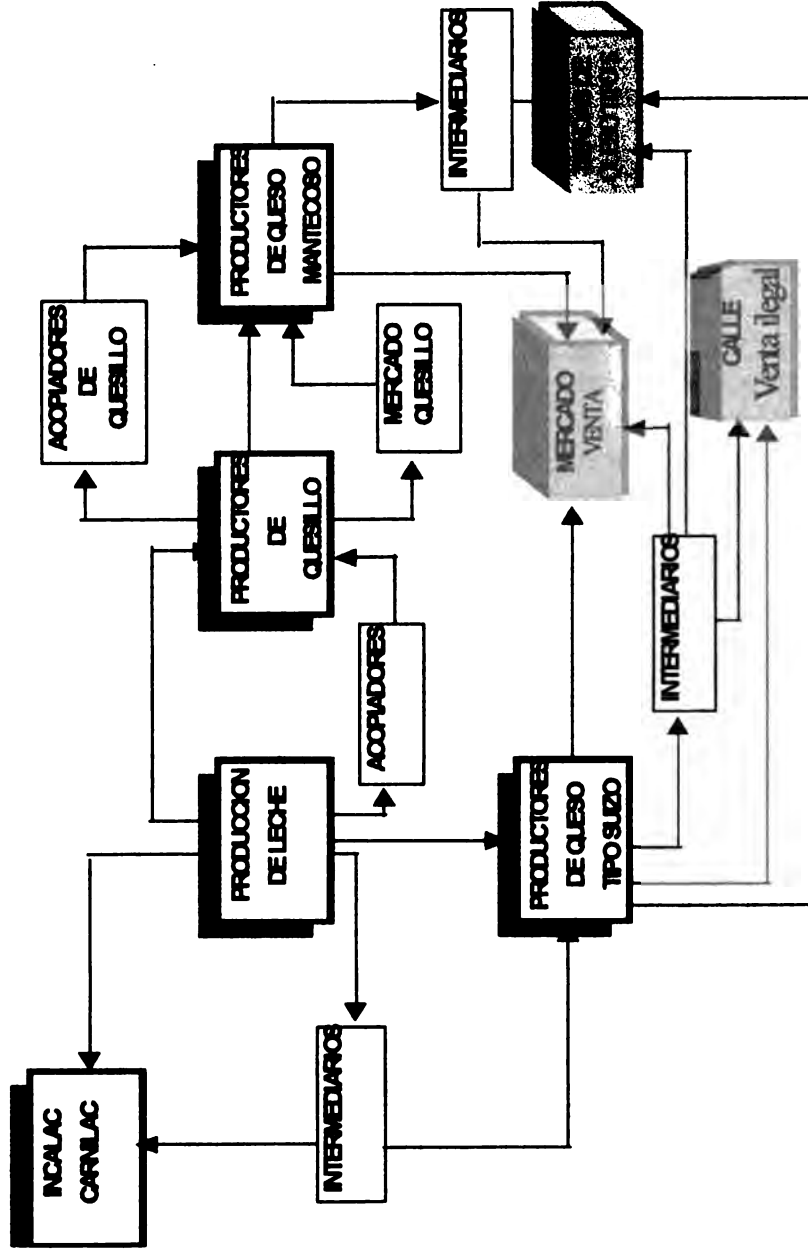 INCALAC
CARNILAC
PRODUCCION
DE LECHE
INTERMEDIARIOS
ACOPIADORES
PRODUCTORES
DE
QUESILLO
ACOPIADORES
DE
QUESILLO
MERCADO
QUESILLO
PRODUCTORES
DE QUESO
MANTECOSO
INTERMEDIARIOS
PRODUCTORES
DE QUESO
TIPO SUIZO
INTERMEDIARIOS
MERCADO
VENTA
CALLE
Venta ilegal
DE